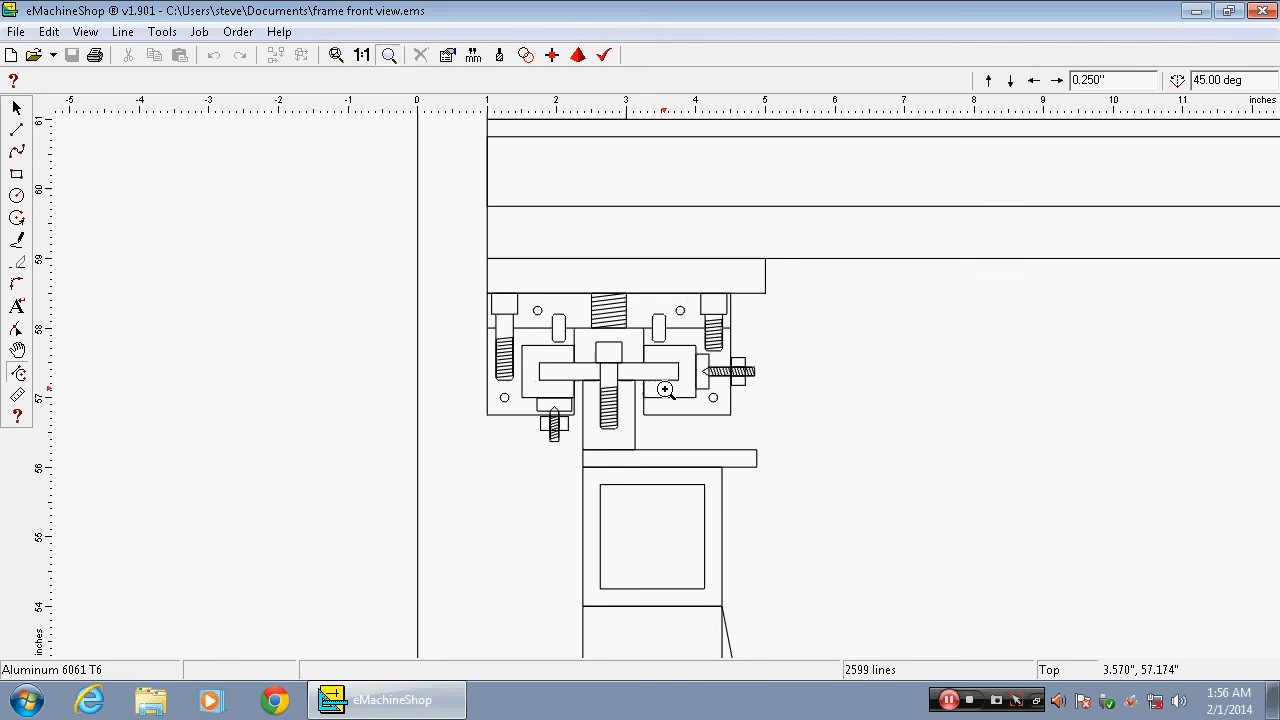 eMachineShop ® v1.901 - C:\Users\steve\Documents\frame front view.ems
File Edit View Line Tools Job Order Help
1:1 mm
? 0.250" 45.00 deg
-5 -4 -3 -2 -1 0 1 2 3 4 5 6 7 8 9 10 11 inches
61
60
59
58
57
56
55
54
inches
A
?
Aluminum 6061 T6 2599 lines Top 3.570", 57.174"
eMachineShop
1:56 AM
2/1/2014